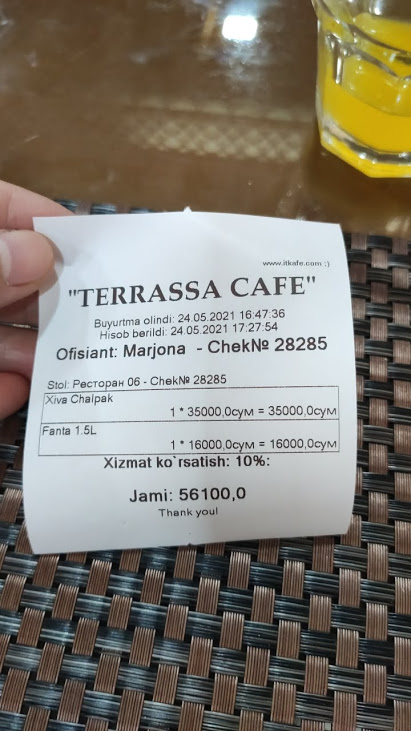 www.itkafe.com :)
"TERRASSA CAFE"
Buyurtma olindi: 24.05.2021 16:47:36
Hisob berildi: 24.05.2021 17:27:54
Ofisiant: Marjona - Chek№ 28285
Stol: Ресторан 06 - Chek№ 28285
Xiva Chalpak
1 * 35000,0сум = 35000,0сум
Fanta 1.5L
1 * 16000,0сум = 16000,0сум
Xizmat ko`rsatish: 10%:
Jami: 56100,0
Thank you!